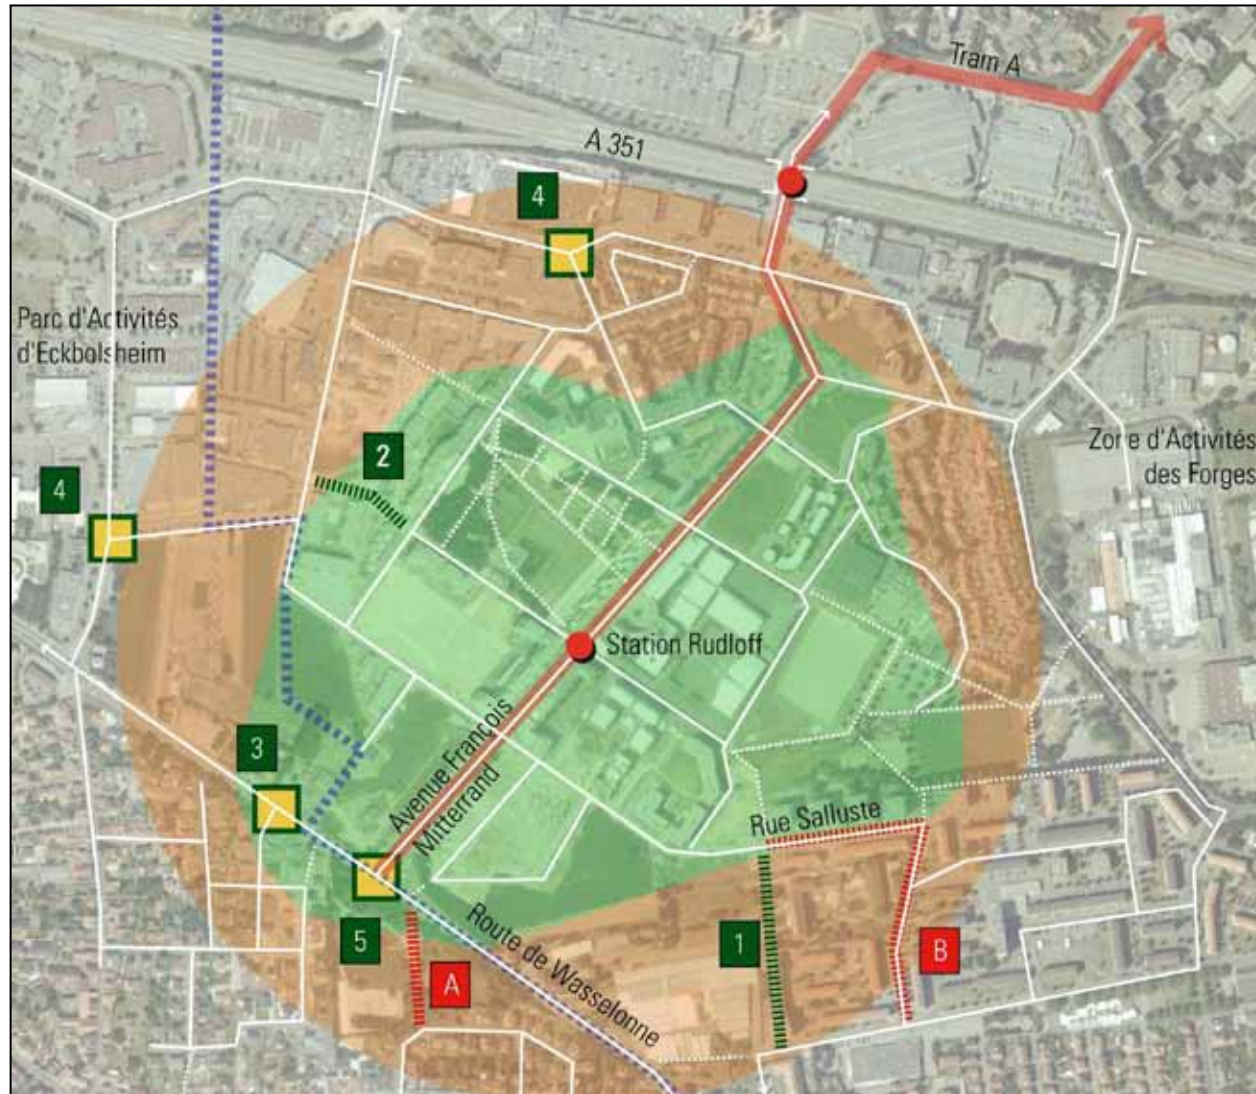 Tram A
A 351
4
Parc d'Activités
d'Eckbolsheim
Zone d'Activités
des Forges
2
4
Station Rudloff
3
Avenue François
Mitterrand
Rue Salluste
Route de Wasselonne
5
1
B
A